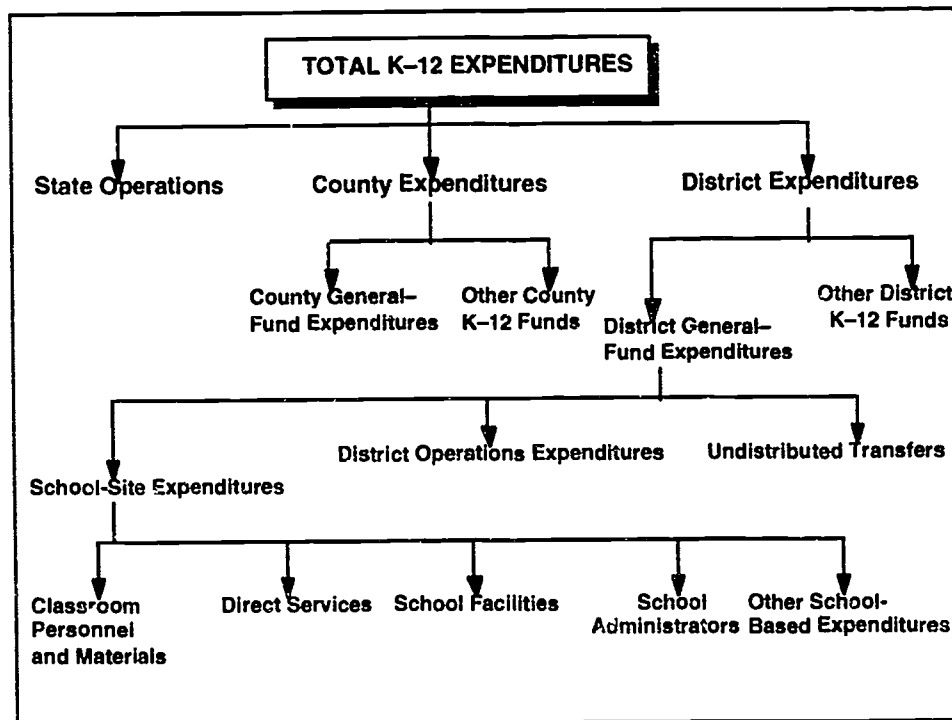 TOTAL K–12 EXPENDITURES
State Operations
County Expenditures
District Expenditures
County General–
Fund Expenditures
Other County
K–12 Funds
District General–
Fund Expenditures
Other District
K–12 Funds
School-Site Expenditures
District Operations Expenditures
Undistributed Transfers
Classroom
Personnel
and Materials
Direct Services
School Facilities
School
Administrators
Other School-
Based Expenditures